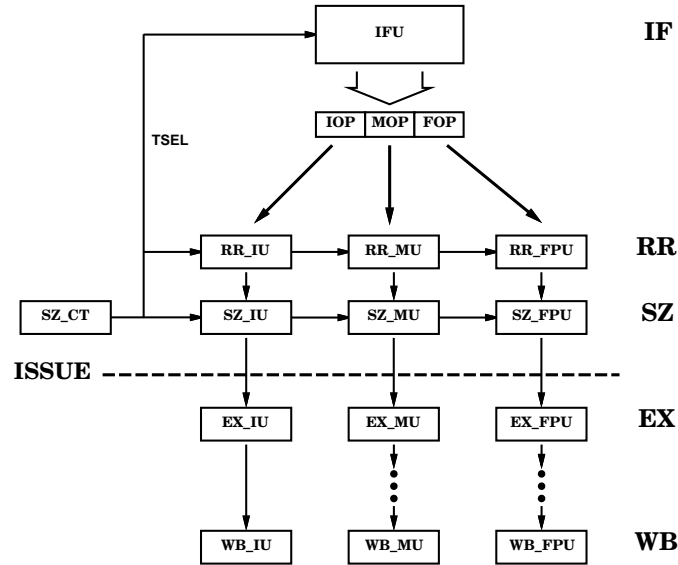 IFU IF
IOP MOP FOP
TSEL
RR_IU RR_MU RR_FPU RR
SZ_CT SZ_IU SZ_MU SZ_FPU SZ
ISSUE
EX_IU EX_MU EX_FPU EX
WB_IU WB_MU WB_FPU WB